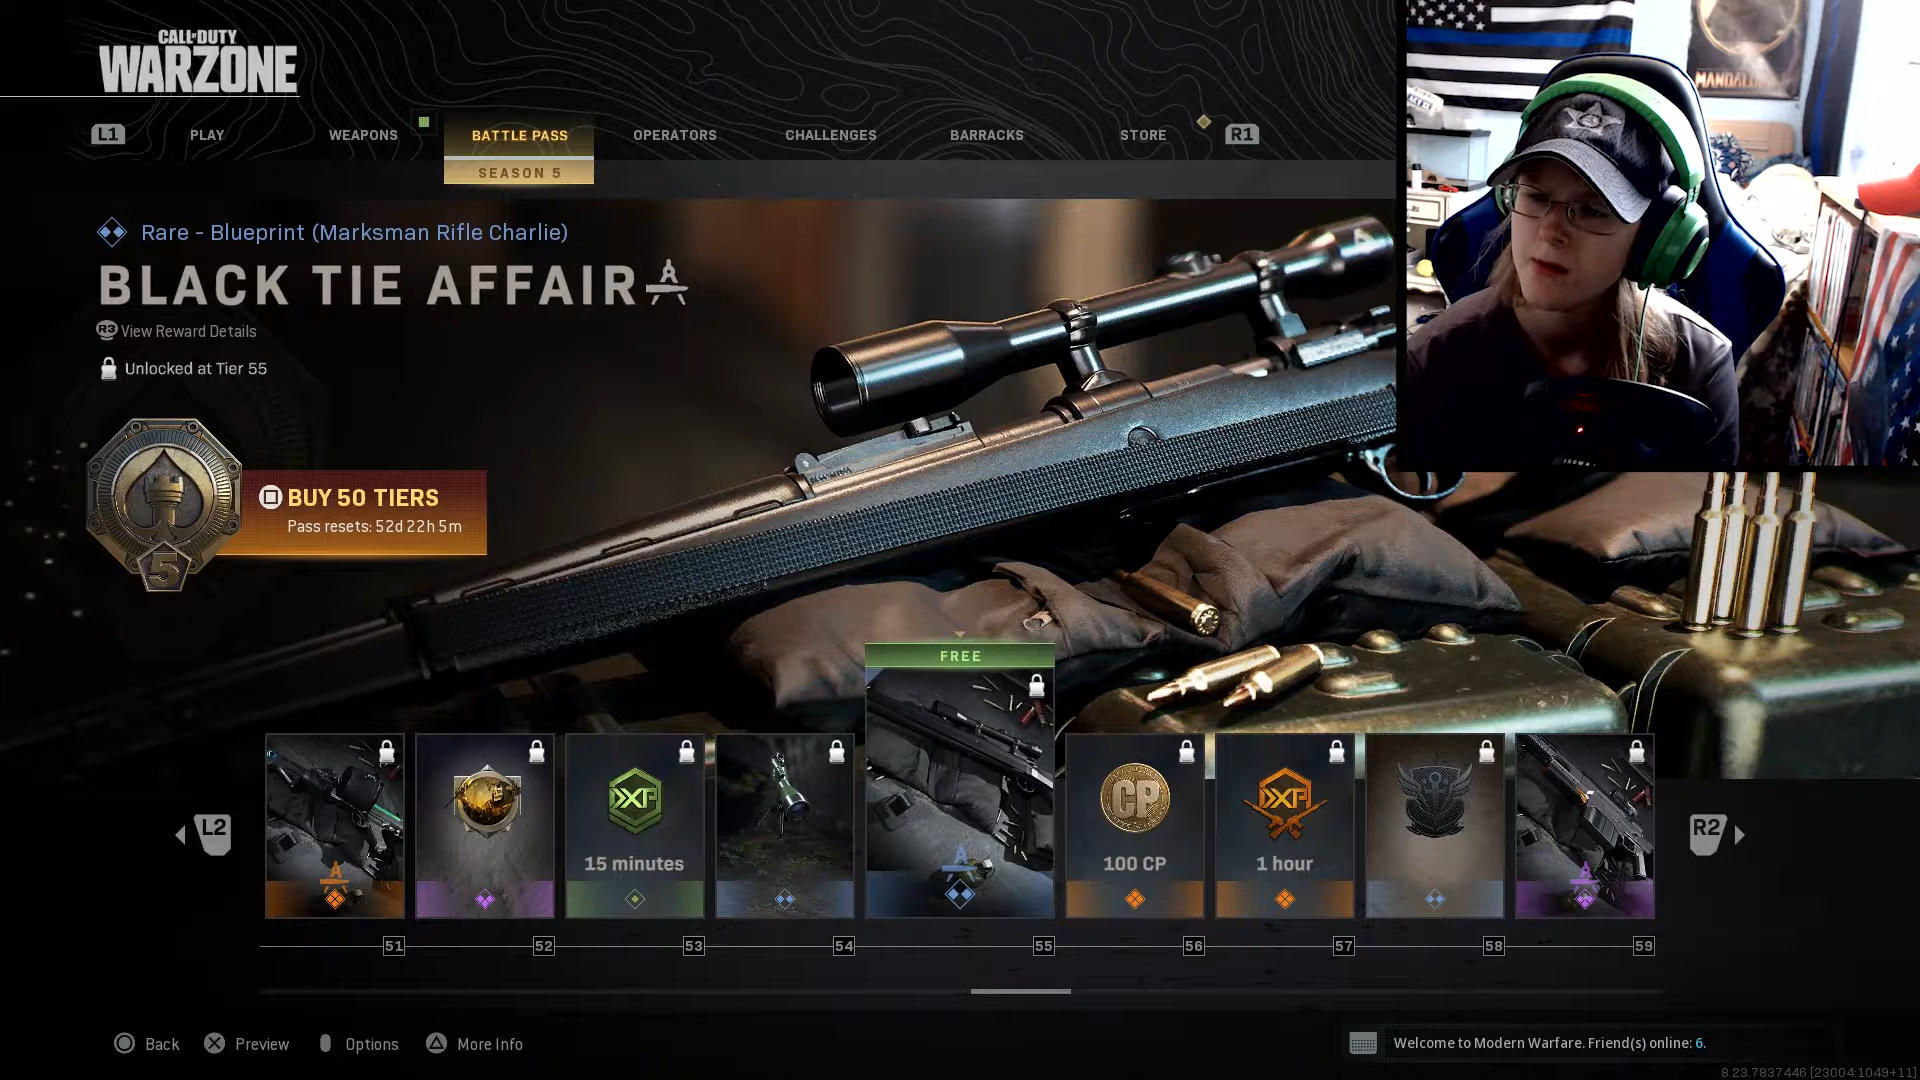 CALL OF DUTY
WARZONE
L1
PLAY
WEAPONS
BATTLE PASS
SEASON 5
OPERATORS
CHALLENGES
BARRACKS
STORE
R1
Rare - Blueprint (Marksman Rifle Charlie)
BLACK TIE AFFAIR
R3 View Reward Details
Unlocked at Tier 55
BUY 50 TIERS
Pass resets: 52d 22h 5m
5
FREE
L2
15 minutes
CP
100 CP
1 hour
R2
51
52
53
54
55
56
57
58
59
Back
Preview
Options
More Info
Welcome to Modern Warfare. Friend(s) online: 6.
8.23.7837446 [23004:1049+11]